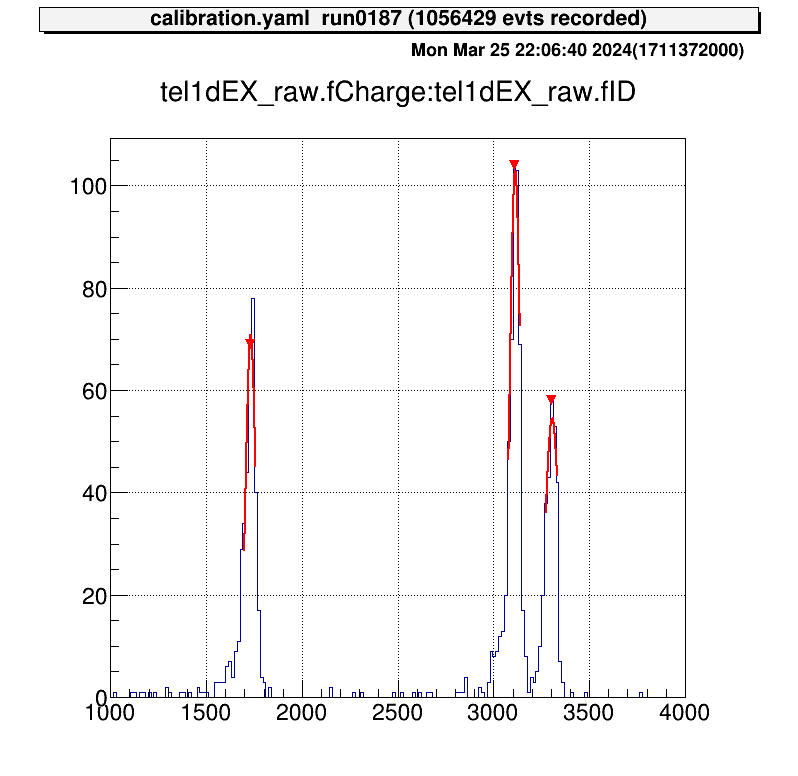 calibration.yaml run0187 (1056429 evts recorded)
Mon Mar 25 22:06:40 2024(1711372000)
tel1dEX_raw.fCharge:tel1dEX_raw.fID
100
80
60
40
20
0
1000 1500 2000 2500 3000 3500 4000